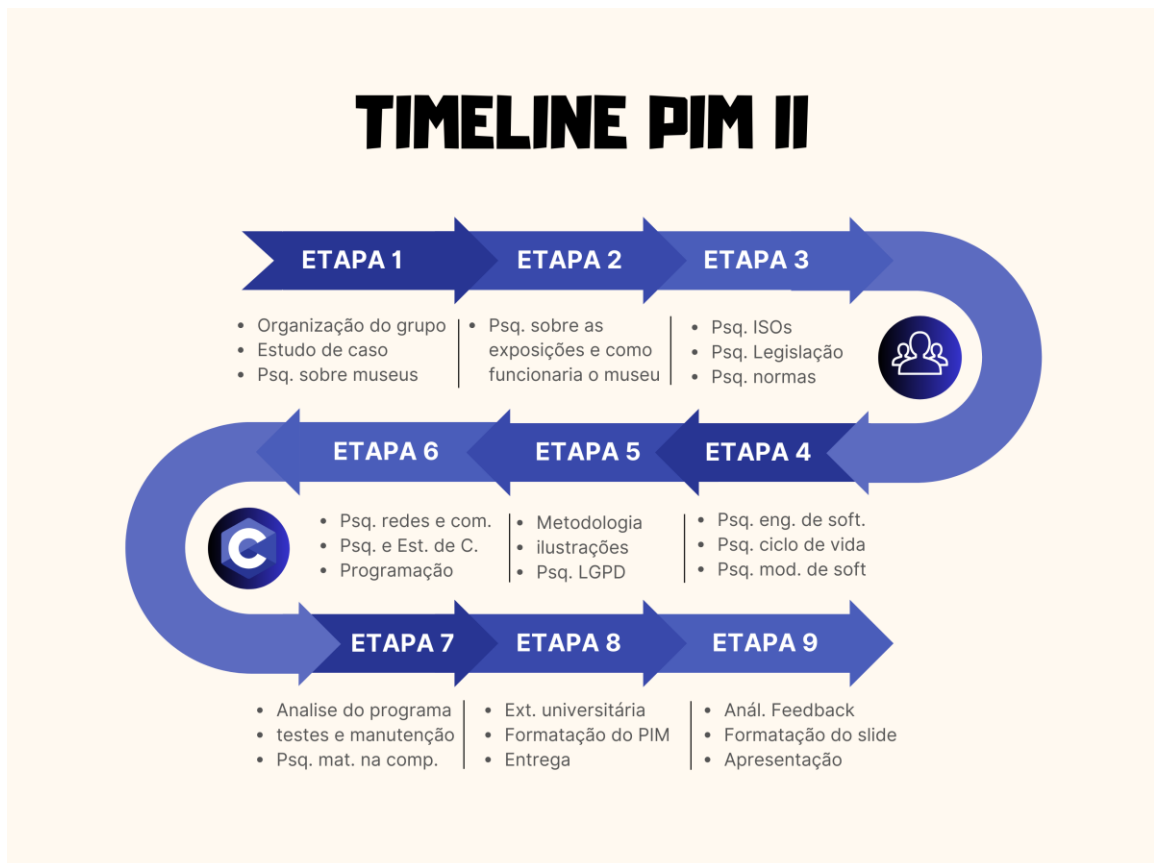 TIMELINE PIM II
ETAPA 1
ETAPA 2
ETAPA 3
• Organização do grupo
• Estudo de caso
• Psq. sobre museus
• Psq. sobre as
exposições e como
funcionaria o museu
• Psq. ISOs
• Psq. Legislação
• Psq. normas
ETAPA 4
ETAPA 5
ETAPA 6
• Psq. eng. de soft.
• Psq. ciclo de vida
• Psq. mod. de soft
• Metodologia
• ilustrações
• Psq. LGPD
• Psq. redes e com.
• Psq. e Est. de C.
• Programação
C
ETAPA 7
ETAPA 8
ETAPA 9
• Analise do programa
• testes e manutenção
• Psq. mat. na comp.
• Ext. universitária
• Formatação do PIM
• Entrega
• Anál. Feedback
• Formatação do slide
• Apresentação